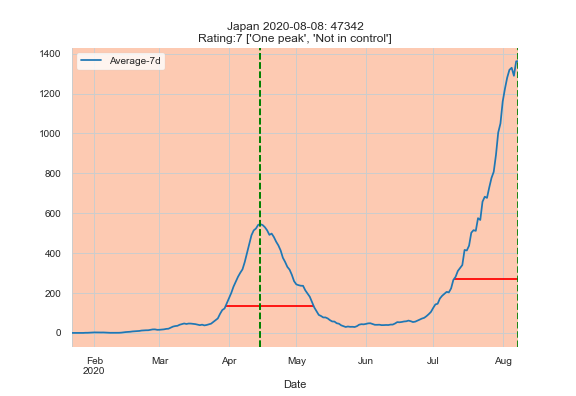 Japan 2020-08-08: 47342
Rating:7 ['One peak', 'Not in control']
Average-7d
1400
1200
1000
800
600
400
200
0
Feb Mar Apr May Jun Jul Aug
2020
Date